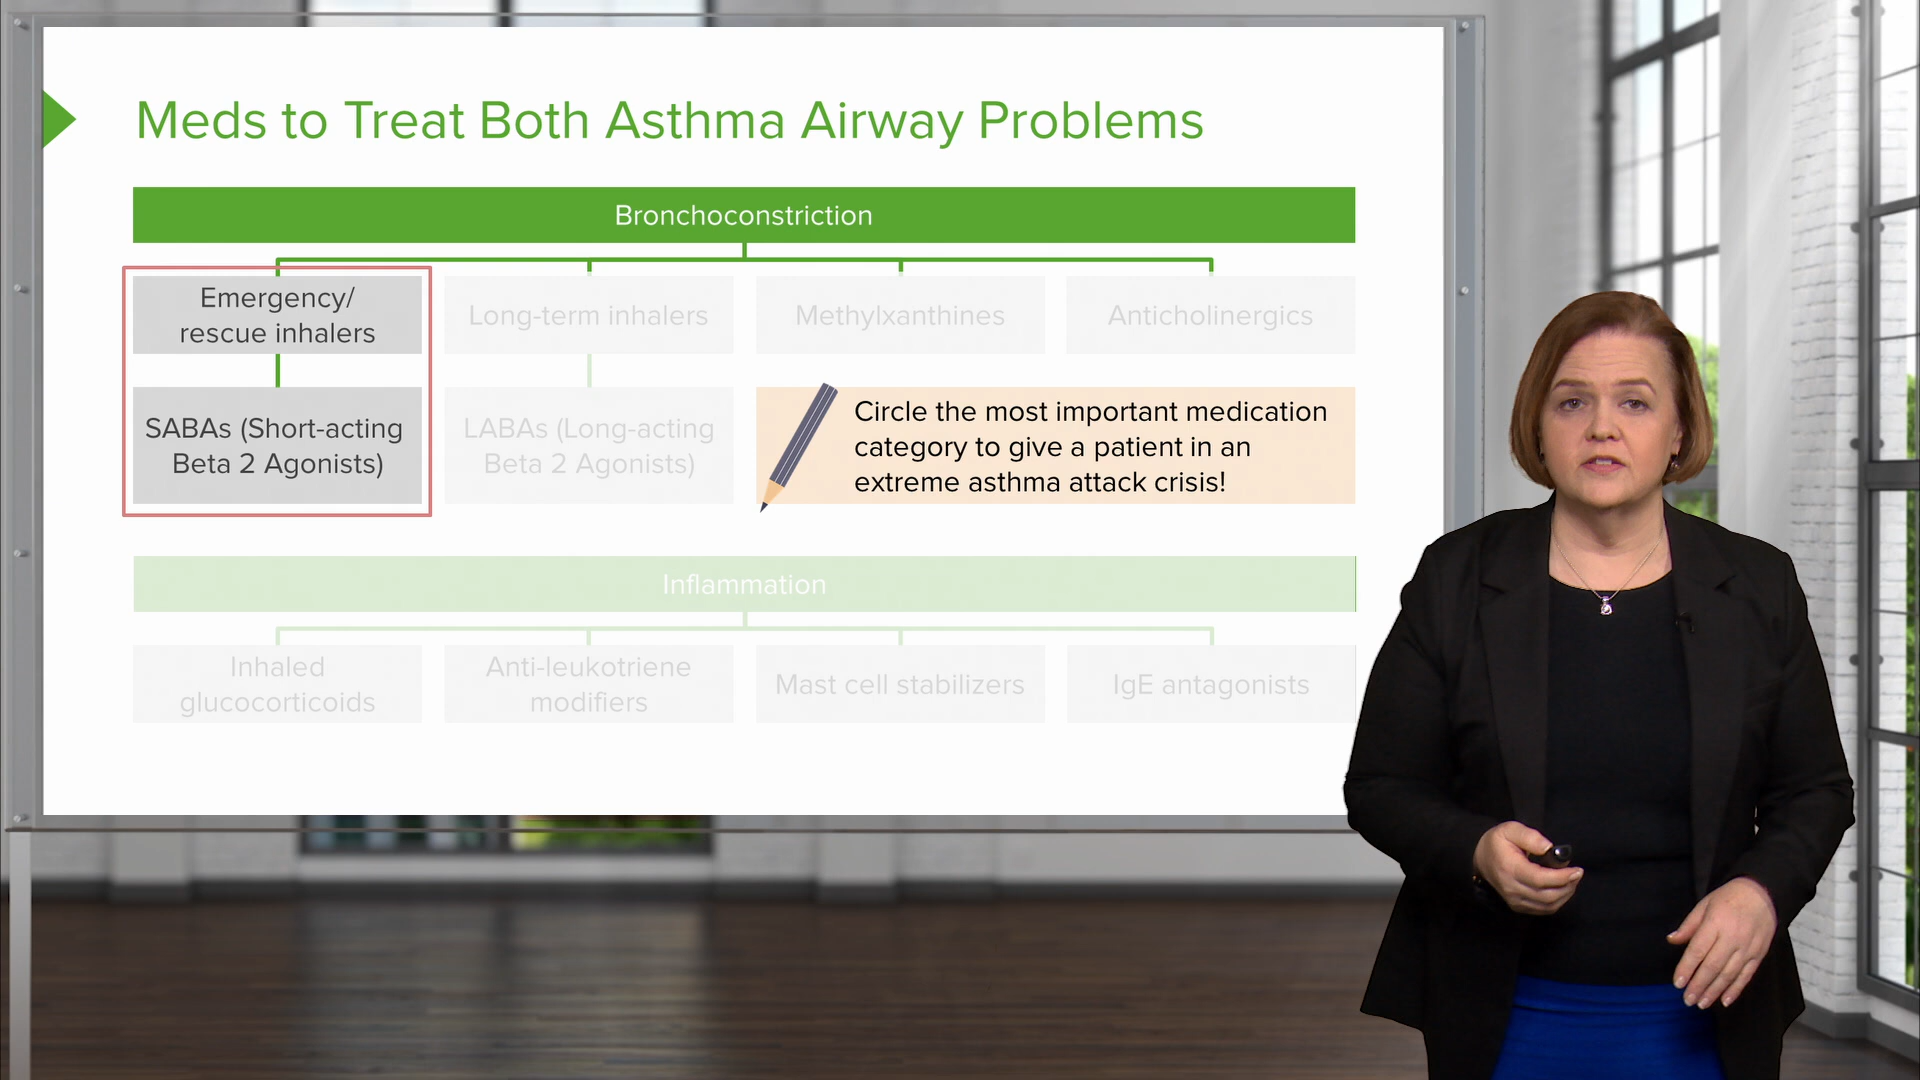 Meds to Treat Both Asthma Airway Problems
Bronchoconstriction
Emergency/
rescue inhalers
Long-term inhalers
Methylxanthines
Anticholinergics
SABAs (Short-acting
Beta 2 Agonists)
LABAs (Long-acting
Beta 2 Agonists)
Circle the most important medication
category to give a patient in an
extreme asthma attack crisis!
Inflammation
Inhaled
glucocorticoids
Anti-leukotriene
modifiers
Mast cell stabilizers
IgE antagonists